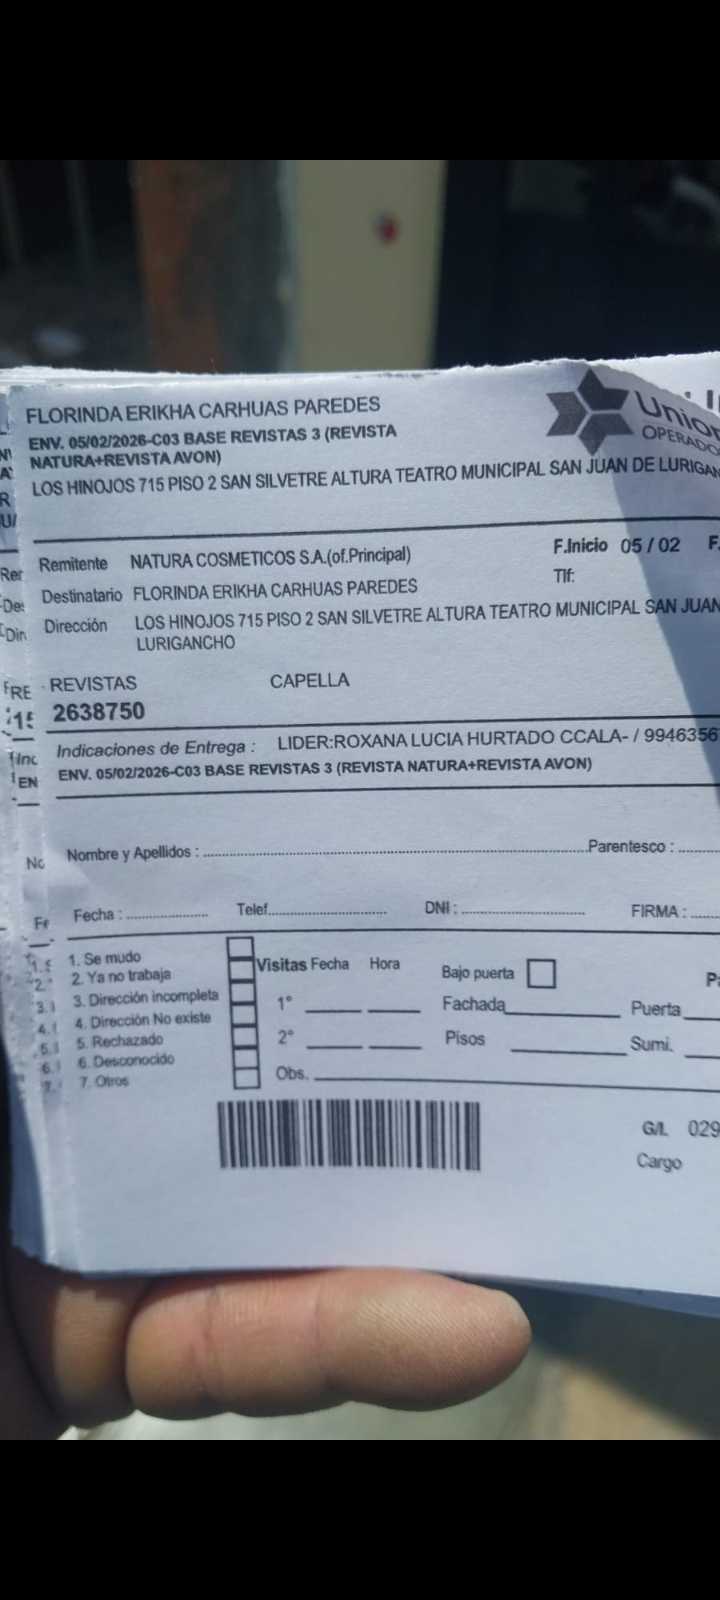 FLORINDA ERIKHA CARHUAS PAREDES
ENV. 05/02/2026-C03 BASE REVISTAS 3 (REVISTA
NATURA+REVISTA AVON)
LOS HINOJOS 715 PISO 2 SAN SILVETRE ALTURA TEATRO MUNICIPAL SAN JUAN DE LURIGAN
Union
OPERADO
Remitente NATURA COSMETICOS S.A.(of.Principal)
F.Inicio 05 / 02 F.
Destinatario FLORINDA ERIKHA CARHUAS PAREDES
Tlf:
Dirección LOS HINOJOS 715 PISO 2 SAN SILVETRE ALTURA TEATRO MUNICIPAL SAN JUAN
LURIGANCHO
REVISTAS CAPELLA
2638750
Indicaciones de Entrega : LIDER:ROXANA LUCIA HURTADO CCALA- / 9946356
ENV. 05/02/2026-C03 BASE REVISTAS 3 (REVISTA NATURA+REVISTA AVON)
Nombre y Apellidos : Parentesco :
Fecha : Telef. DNI : FIRMA :
1. Se mudo
2. Ya no trabaja
3. Dirección incompleta
4. Dirección No existe
5. Rechazado
6. Desconocido
7. Otros
Visitas Fecha Hora
1°
2°
Obs.
Bajo puerta
Fachada Puerta
Pisos Sumi.
G/L 029
Cargo